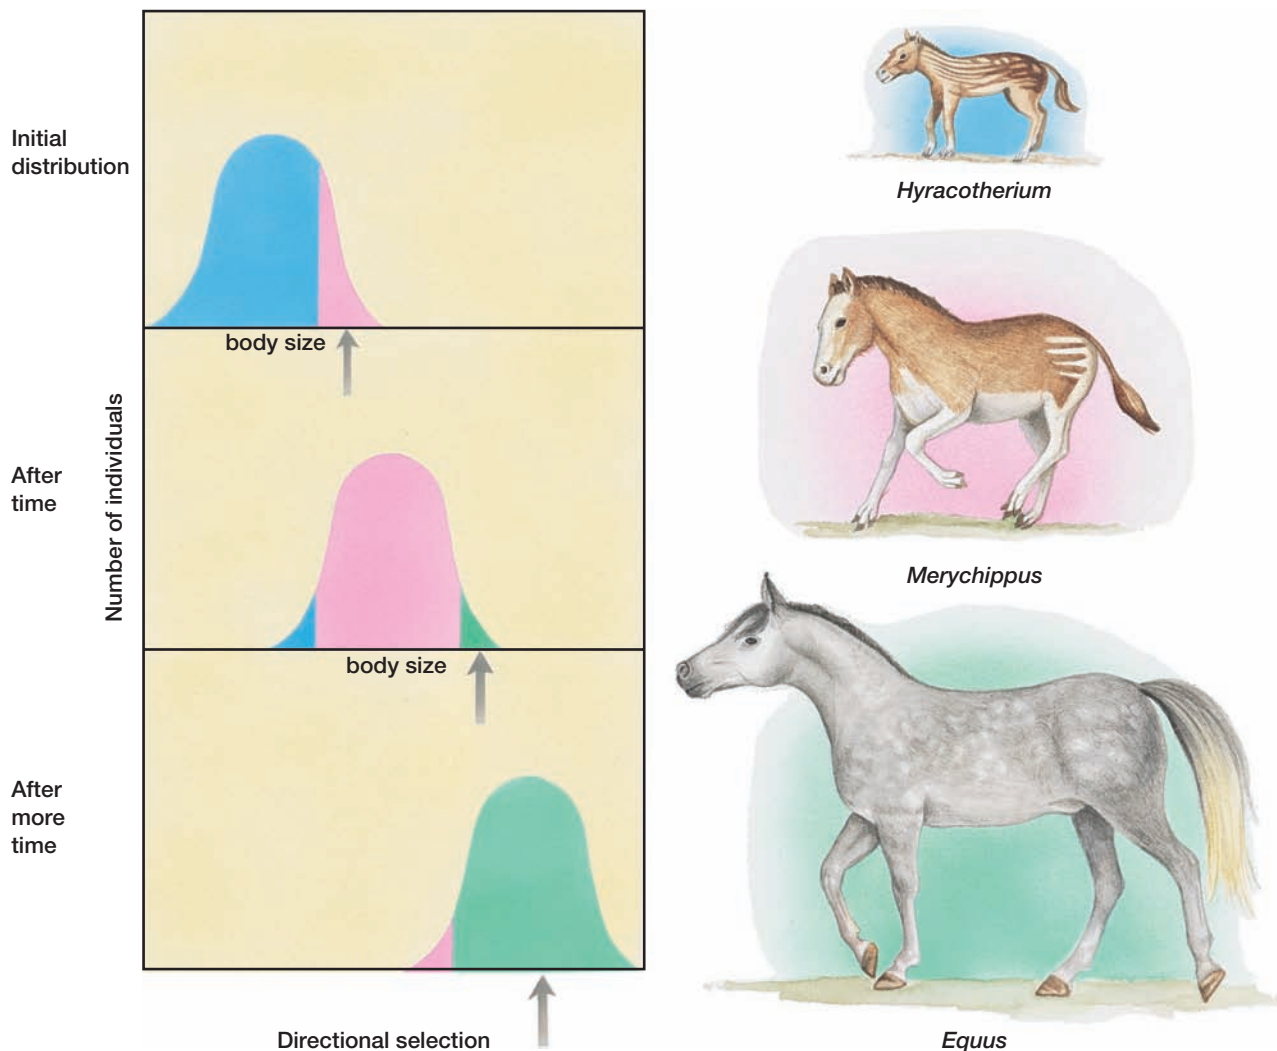 Initial
distribution
body size
Number of individuals
After
time
body size
After
more
time
Directional selection
Hyracotherium
Merychippus
Equus